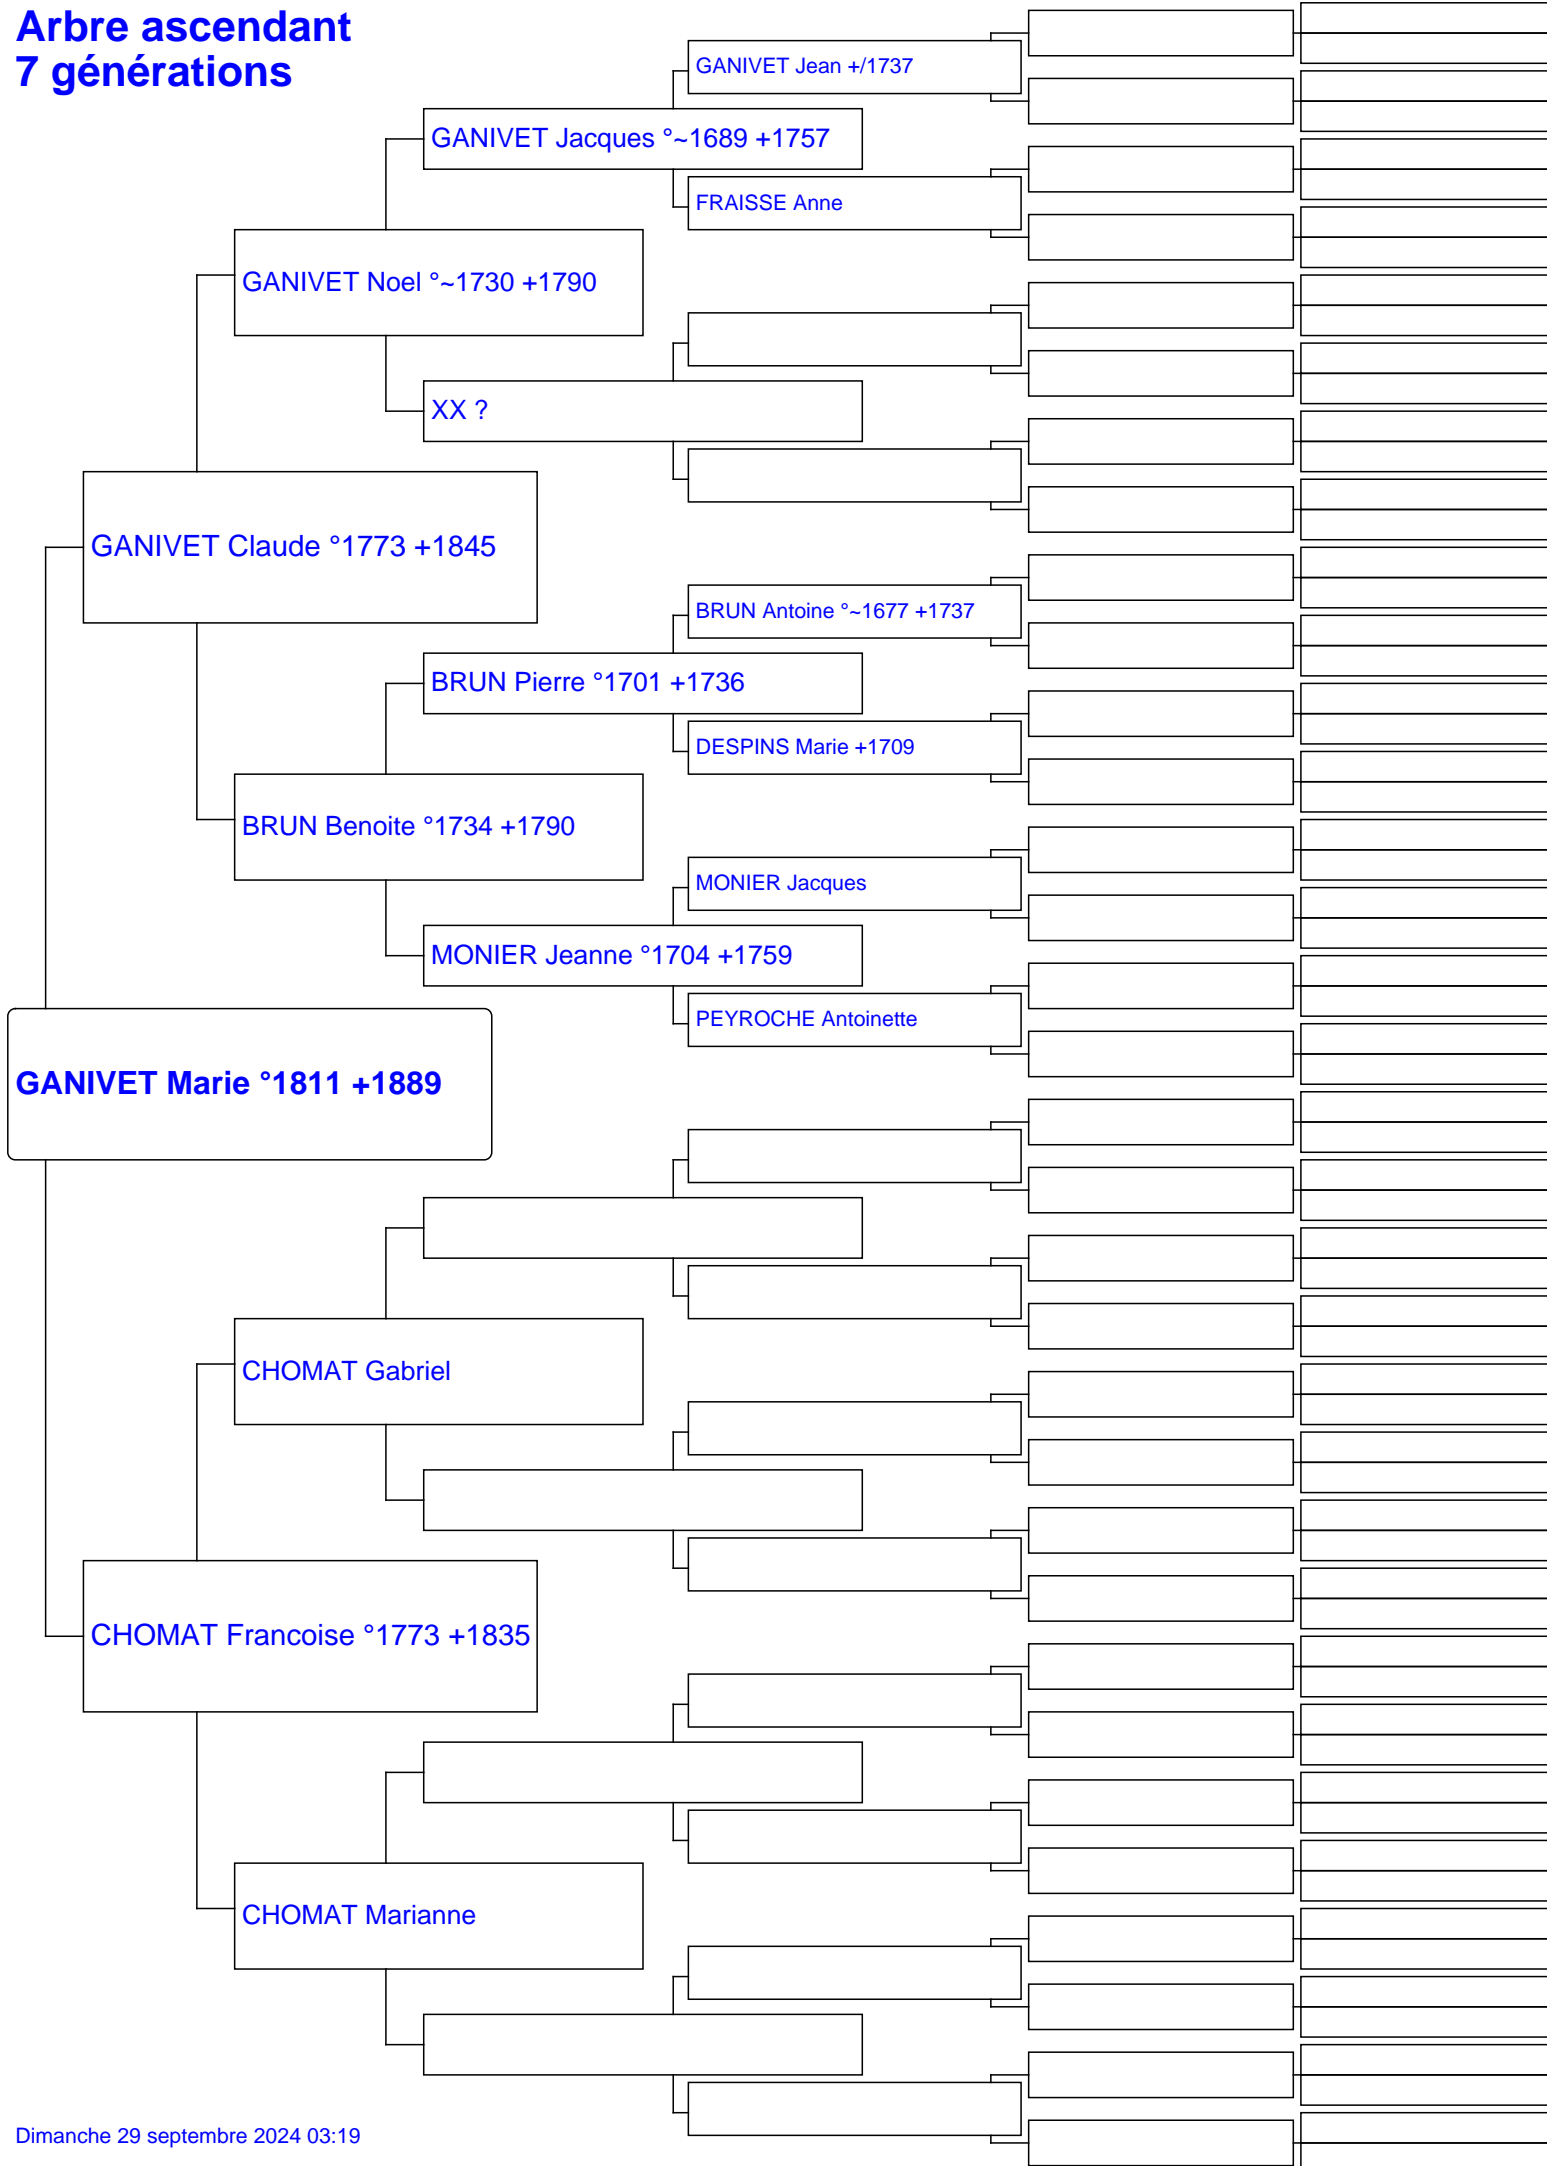 Arbre ascendant
7 générations
GANIVET Jean +/1737
GANIVET Jacques °~1689 +1757
FRAISSE Anne
GANIVET Noel °~1730 +1790
XX ?
GANIVET Claude °1773 +1845
BRUN Antoine °~1677 +1737
BRUN Pierre °1701 +1736
DESPINS Marie +1709
BRUN Benoite °1734 +1790
MONIER Jacques
MONIER Jeanne °1704 +1759
PEYROCHE Antoinette
GANIVET Marie °1811 +1889
CHOMAT Gabriel
CHOMAT Francoise °1773 +1835
CHOMAT Marianne
Dimanche 29 septembre 2024 03:19